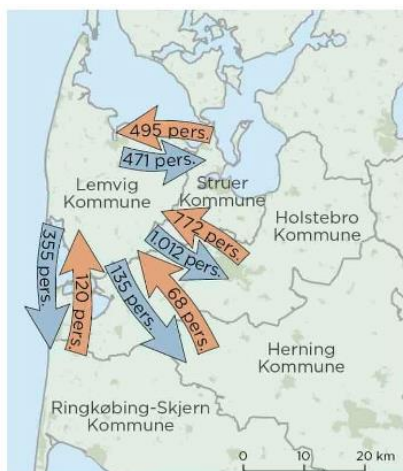 495 pers.
471 pers.
Lemvig
Kommune
Struer
Kommune
Holstebro
Kommune
772 pers.
1.012 pers.
355 pers.
120 pers.
135 pers.
68 pers.
Herning
Kommune
Ringkøbing-Skjern
Kommune
0 10 20 km